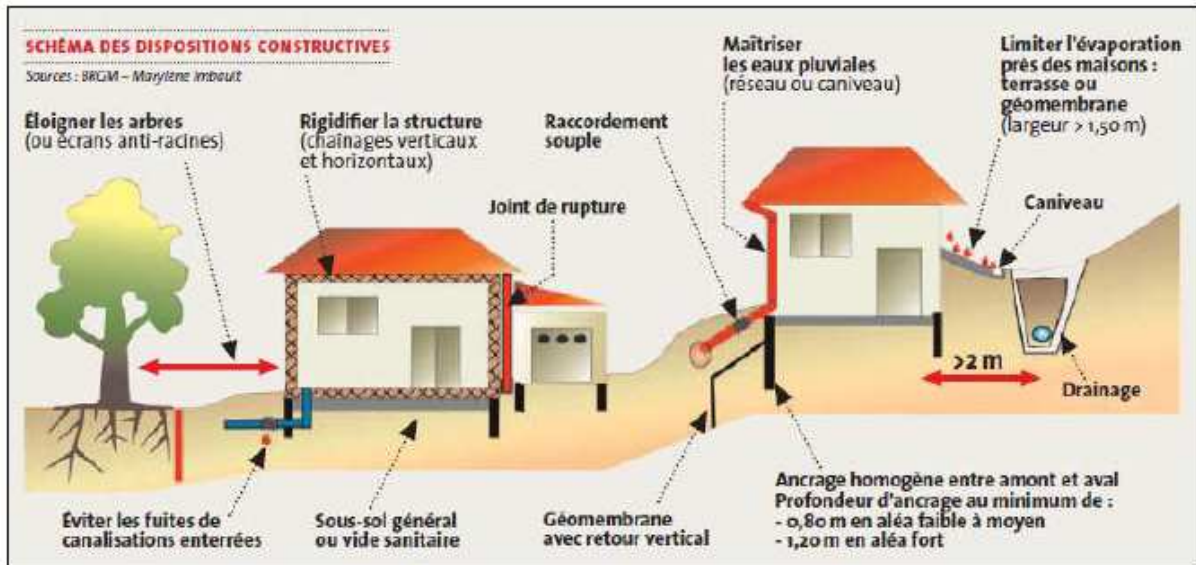 SCHÉMA DES DISPOSITIONS CONSTRUCTIVES
Sources : BRGM – Marylène Imbault
Éloigner les arbres
(ou écrans anti-racines)
Rigidifier la structure
(chaînages verticaux
et horizontaux)
Joint de rupture
Raccordement
souple
Maîtriser
les eaux pluviales
(réseau ou caniveau)
Limiter l'évaporation
près des maisons :
terrasse ou
géomembrane
(largeur > 1,50 m)
Caniveau
>2 m
Drainage
Éviter les fuites de
canalisations enterrées
Sous-sol général
ou vide sanitaire
Géomembrane
avec retour vertical
Ancrage homogène entre amont et aval
Profondeur d'ancrage au minimum de :
- 0,80 m en aléa faible à moyen
- 1,20 m en aléa fort